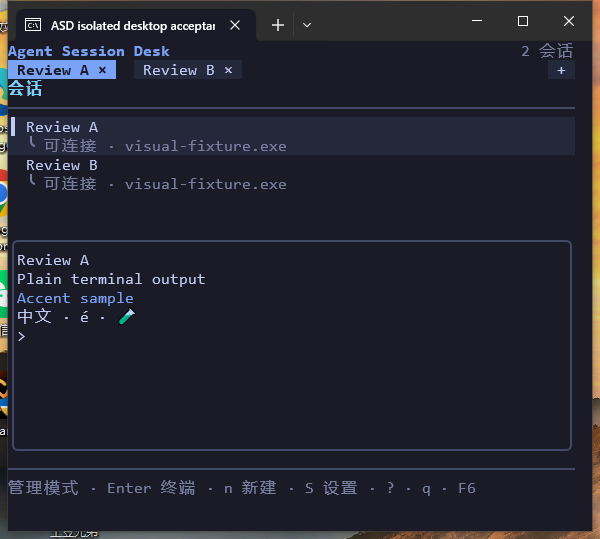 ASD isolated desktop acceptan
Agent Session Desk 2 会话
Review A × Review B × +
会话
Review A
可连接 · visual-fixture.exe
Review B
可连接 · visual-fixture.exe
Review A
Plain terminal output
Accent sample
中文 · é · 🧪
>
管理模式 · Enter 终端 · n 新建 · S 设置 · ? · q · F6